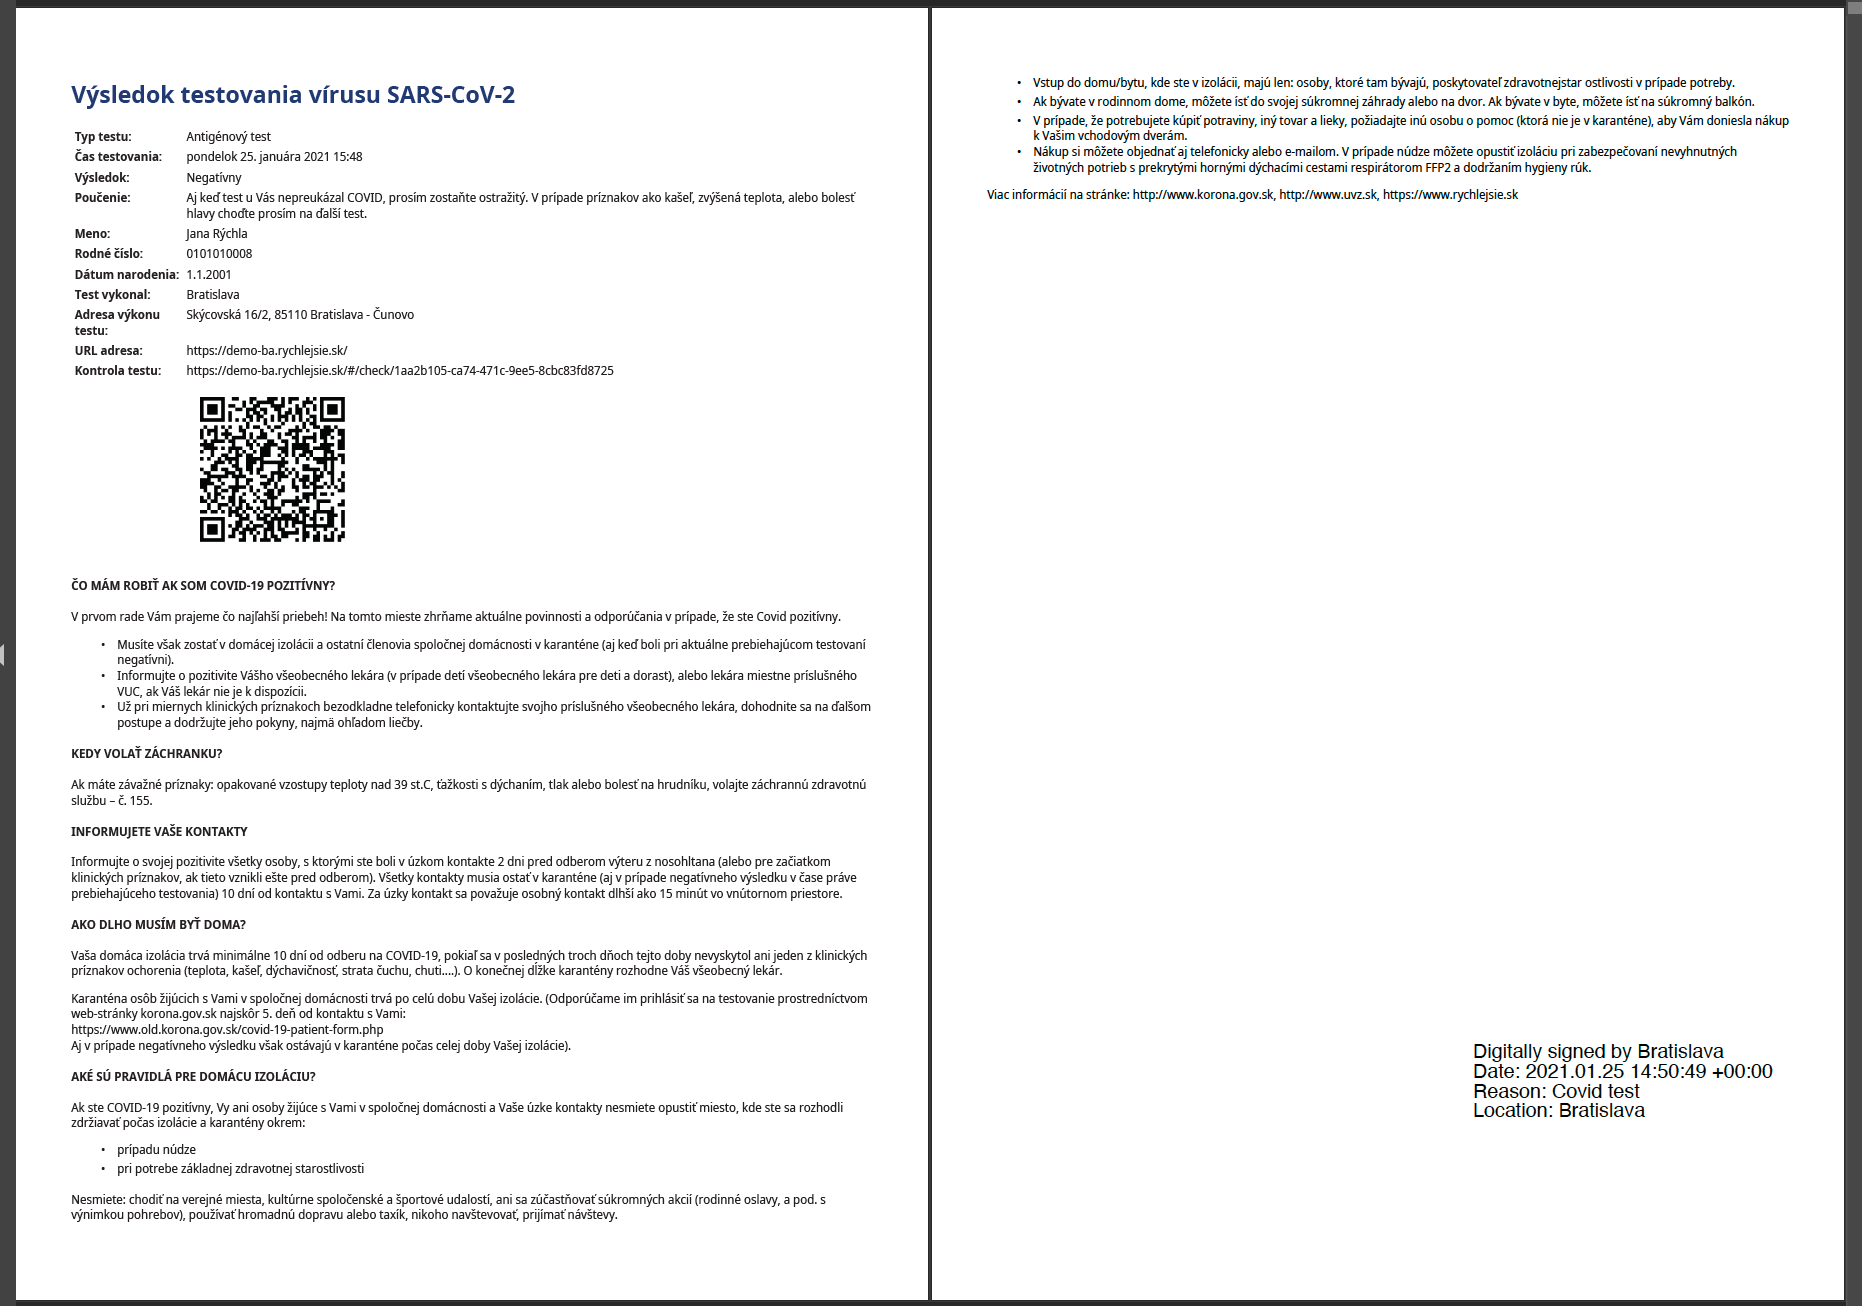 Výsledok testovania vírusu SARS-CoV-2
Typ testu: Antigénový test
Čas testovania: pondelok 25. januára 2021 15:48
Výsledok: Negatívny
Poučenie: Aj keď test u Vás nepreukázal COVID, prosím zostaňte ostražitý. V prípade príznakov ako kašeľ, zvýšená teplota, alebo bolesť
hlavy choďte prosím na ďalší test.
Meno: Jana Rýchla
Rodné číslo: 0101010008
Dátum narodenia: 1.1.2001
Test vykonal: Bratislava
Adresa výkonu testu: Skýcovská 16/2, 85110 Bratislava - Čunovo
URL adresa: https://demo-ba.rychlejsie.sk/
Kontrola testu: https://demo-ba.rychlejsie.sk/#/check/1aa2b105-ca74-471c-9ee5-8cbc83fd8725
ČO MÁM ROBIŤ AK SOM COVID-19 POZITÍVNY?
V prvom rade Vám prajeme čo najľahší priebeh! Na tomto mieste zhrňame aktuálne povinnosti a odporúčania v prípade, že ste Covid pozitívny.
• Musíte však zostať v domácej izolácii a ostatní členovia spoločnej domácnosti v karanténe (aj keď boli pri aktuálne prebiehajúcom testovaní
negatívni).
• Informujte o pozitivite Vášho všeobecného lekára (v prípade detí všeobecného lekára pre deti a dorast), alebo lekára miestne príslušného
VUC, ak Váš lekár nie je k dispozícii.
• Už pri miernych klinických príznakoch bezodkladne telefonicky kontaktujte svojho príslušného všeobecného lekára, dohodnite sa na ďalšom
postupe a dodržujte jeho pokyny, najmä ohľadom liečby.
KEDY VOLAŤ ZÁCHRANKU?
Ak máte závažné príznaky: opakované vzostupy teploty nad 39 st.C, ťažkosti s dýchaním, tlak alebo bolesť na hrudníku, volajte záchrannú zdravotnú
službu – č. 155.
INFORMUJETE VAŠE KONTAKTY
Informujte o svojej pozitivite všetky osoby, s ktorými ste boli v úzkom kontakte 2 dni pred odberom výteru z nosohltana (alebo pre začiatkom
klinických príznakov, ak tieto vznikli ešte pred odberom). Všetky kontakty musia ostať v karanténe (aj v prípade negatívneho výsledku v čase práve
prebiehajúceho testovania) 10 dní od kontaktu s Vami. Za úzky kontakt sa považuje osobný kontakt dlhší ako 15 minút vo vnútornom priestore.
AKO DLHO MUSÍM BYŤ DOMA?
Vaša domáca izolácia trvá minimálne 10 dní od odberu na COVID-19, pokiaľ sa v posledných troch dňoch tejto doby nevyskytol ani jeden z klinických
príznakov ochorenia (teplota, kašeľ, dýchavičnosť, strata čuchu, chuti....). O konečnej dĺžke karantény rozhodne Váš všeobecný lekár.
Karanténa osôb žijúcich s Vami v spoločnej domácnosti trvá po celú dobu Vašej izolácie. (Odporúčame im prihlásiť sa na testovanie prostredníctvom
web-stránky korona.gov.sk najskôr 5. deň od kontaktu s Vami:
https://www.old.korona.gov.sk/covid-19-patient-form.php
Aj v prípade negatívneho výsledku však ostávajú v karanténe počas celej doby Vašej izolácie).
AKÉ SÚ PRAVIDLÁ PRE DOMÁCU IZOLÁCIU?
Ak ste COVID-19 pozitívny, Vy ani osoby žijúce s Vami v spoločnej domácnosti a Vaše úzke kontakty nesmiete opustiť miesto, kde ste sa rozhodli
zdržiavať počas izolácie a karantény okrem:
• prípadu núdze
• pri potrebe základnej zdravotnej starostlivosti
Nesmiete: chodiť na verejné miesta, kultúrne spoločenské a športové udalostí, ani sa zúčastňovať súkromných akcií (rodinné oslavy, a pod. s
výnimkou pohrebov), používať hromadnú dopravu alebo taxík, nikoho navštevovať, prijímať návštevy.
• Vstup do domu/bytu, kde ste v izolácii, majú len: osoby, ktoré tam bývajú, poskytovateľ zdravotnejstar ostlivosti v prípade potreby.
• Ak bývate v rodinnom dome, môžete ísť do svojej súkromnej záhrady alebo na dvor. Ak bývate v byte, môžete ísť na súkromný balkón.
• V prípade, že potrebujete kúpiť potraviny, iný tovar a lieky, požiadajte inú osobu o pomoc (ktorá nie je v karanténe), aby Vám doniesla nákup
k Vašim vchodovým dverám.
• Nákup si môžete objednať aj telefonicky alebo e-mailom. V prípade núdze môžete opustiť izoláciu pri zabezpečovaní nevyhnutných
životných potrieb s prekrytými hornými dýchacími cestami respirátorom FFP2 a dodržaním hygieny rúk.
Viac informácií na stránke: http://www.korona.gov.sk, http://www.uvz.sk, https://www.rychlejsie.sk
Digitally signed by Bratislava
Date: 2021.01.25 14:50:49 +00:00
Reason: Covid test
Location: Bratislava